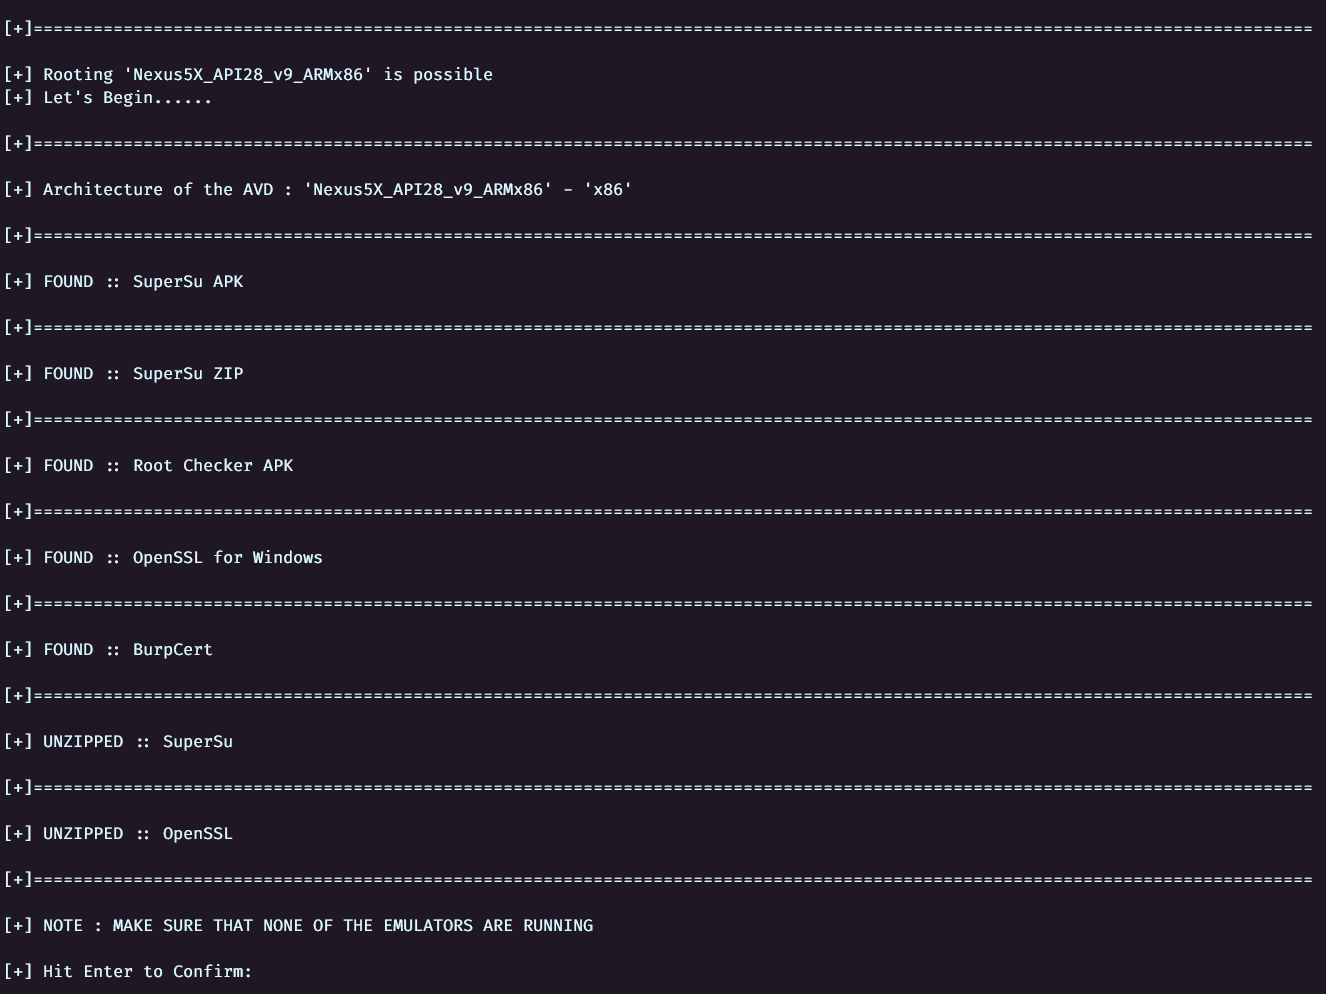 [+]================================================================================================================================
[+] Rooting 'Nexus5X_API28_v9_ARMx86' is possible
[+] Let's Begin......
[+]================================================================================================================================
[+] Architecture of the AVD : 'Nexus5X_API28_v9_ARMx86' - 'x86'
[+]================================================================================================================================
[+] FOUND :: SuperSu APK
[+]================================================================================================================================
[+] FOUND :: SuperSu ZIP
[+]================================================================================================================================
[+] FOUND :: Root Checker APK
[+]================================================================================================================================
[+] FOUND :: OpenSSL for Windows
[+]================================================================================================================================
[+] FOUND :: BurpCert
[+]================================================================================================================================
[+] UNZIPPED :: SuperSu
[+]================================================================================================================================
[+] UNZIPPED :: OpenSSL
[+]================================================================================================================================
[+] NOTE : MAKE SURE THAT NONE OF THE EMULATORS ARE RUNNING
[+] Hit Enter to Confirm: